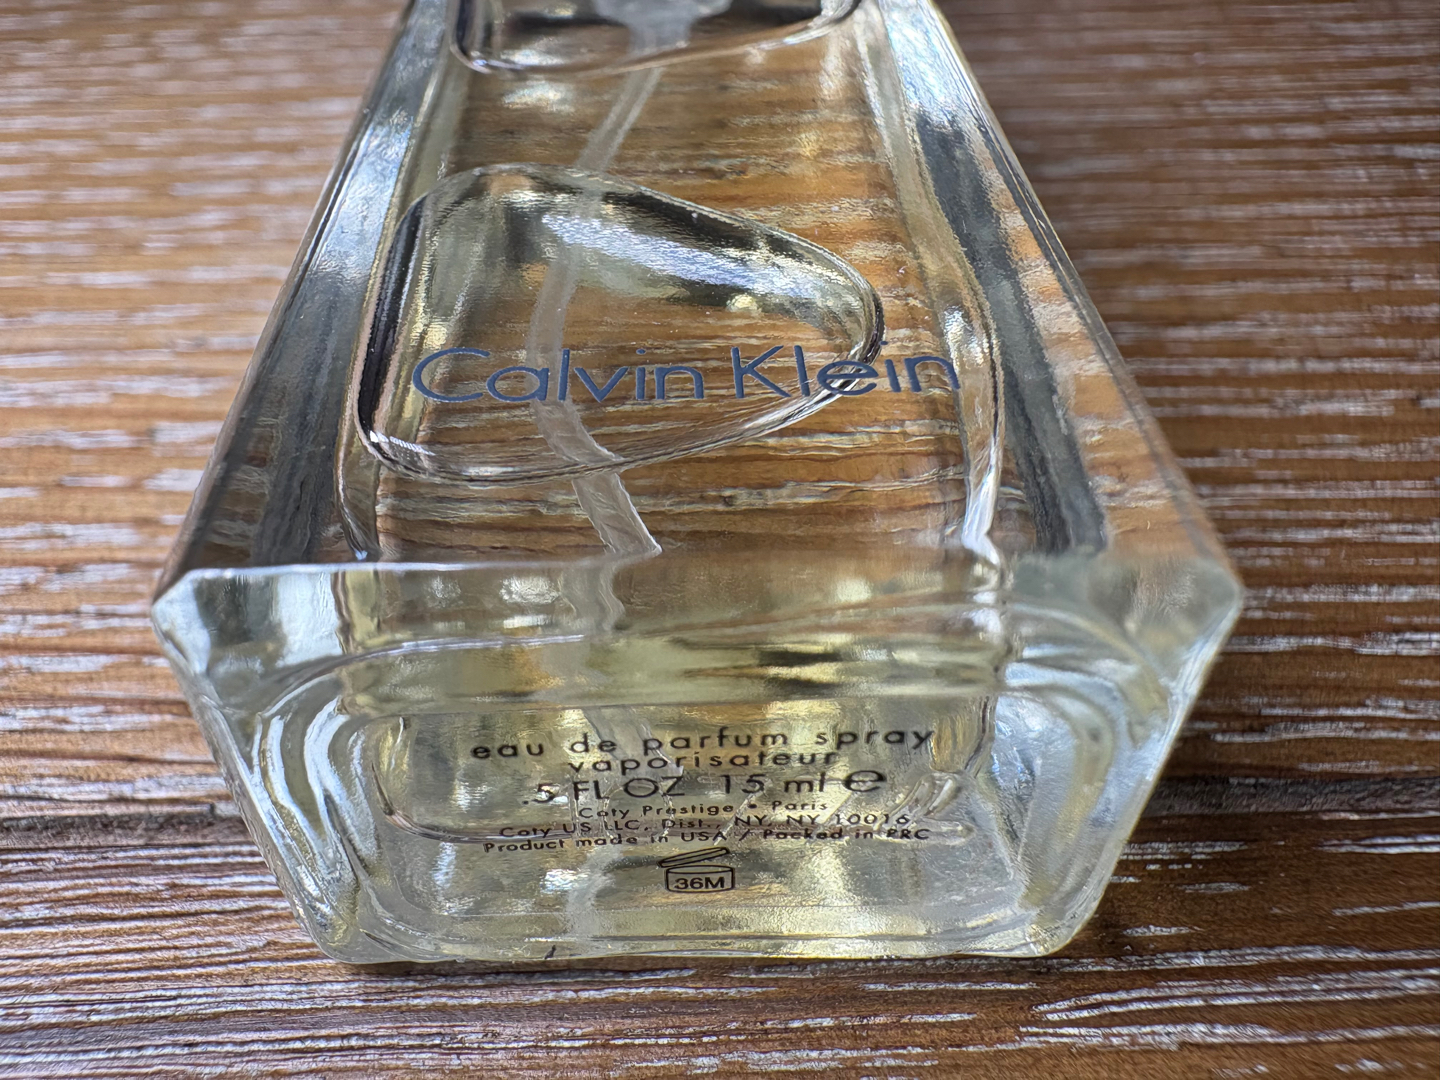 Calvin Klein
eau de parfum spray
vaporisateur
.5 FL OZ 15 ml ℮
Coty Prestige • Paris
Coty US LLC, Dist., NY, NY 10016
Product made in USA / Packed in PRC
36M